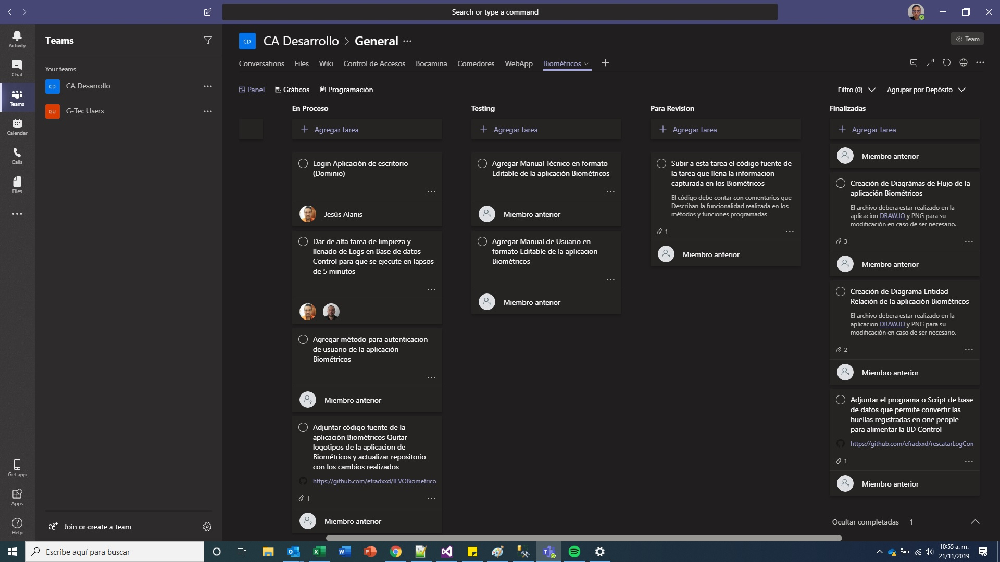 Search or type a command
Activity
Chat
Teams
Calendar
Calls
Files
Get app
Apps
Help
Teams
Your teams
CD CA Desarrollo
GU G-Tec Users
Join or create a team
CD CA Desarrollo > General
Team
Conversations Files Wiki Control de Accesos Bocamina Comedores WebApp Biométricos
Panel Gráficos Programación
Filtro (0) Agrupar por Depósito
En Proceso
Agregar tarea
Login Aplicación de escritorio
(Dominio)
Jesús Alanis
Dar de alta tarea de limpieza y
llenado de Logs en Base de datos
Control para que se ejecute en lapsos
de 5 minutos
Agregar método para autenticacion
de usuario de la aplicación
Biométricos
Miembro anterior
Adjuntar código fuente de la
aplicación Biométricos Quitar
logotipos de la aplicacion de
Biométricos y actualizar repositorio
con los cambios realizados
https://github.com/efradxxd/IEVOBiometrico
1
Miembro anterior
Testing
Agregar tarea
Agregar Manual Técnico en formato
Editable de la aplicación Biométricos
Miembro anterior
Agregar Manual de Usuario en
formato Editable de la aplicacion
Biométricos
Miembro anterior
Para Revision
Agregar tarea
Subir a esta tarea el código fuente de
la tarea que llena la informacion
capturada en los Biométricos
El código debe contar con comentarios que
Describan la funcionalidad realizada en los
métodos y funciones programadas
1
Miembro anterior
Finalizadas
Agregar tarea
Miembro anterior
Creación de Diagrámas de Flujo de la
aplicación Biométricos
El archivo debera estar realizado en la
aplicacion DRAW.IO y PNG para su
modificación en caso de ser necesario.
3
Miembro anterior
Creación de Diagrama Entidad
Relación de la aplicación Biométricos
El archivo debera estar realizado en la
aplicacion DRAW.IO y PNG para su
modificación en caso de ser necesario.
2
Miembro anterior
Adjuntar el programa o Script de base
de datos que permite convertir las
huellas registradas en one people
para alimentar la BD Control
https://github.com/efradxxd/rescatarLogCon
1
Miembro anterior
Ocultar completadas 1
Escribe aquí para buscar
10:55 a. m.
21/11/2019